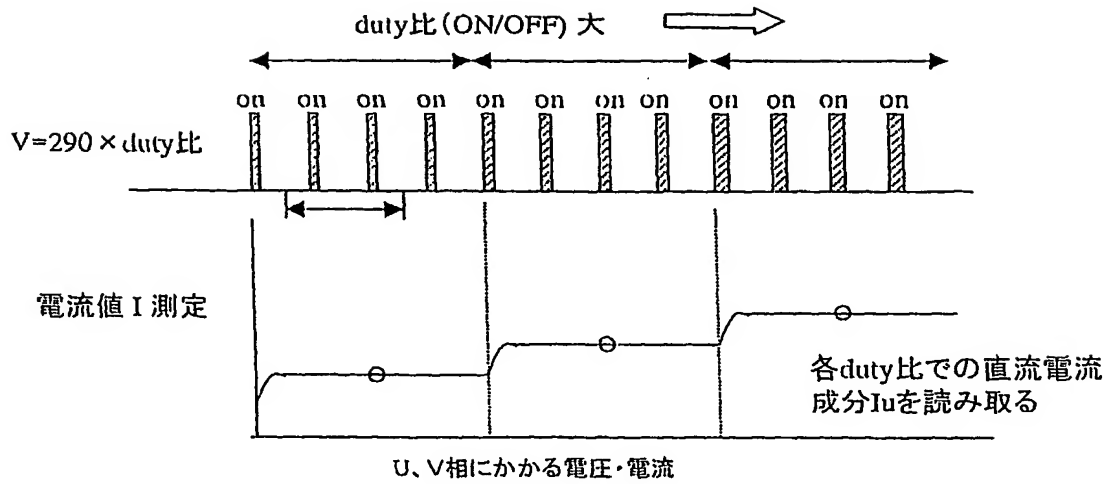 duty比(ON/OFF) 大
on on on on on on on on on on on on
V=290×duty比
電流値 I 測定
各duty比での直流電流
成分Iuを読み取る
U、V相にかかる電圧・電流